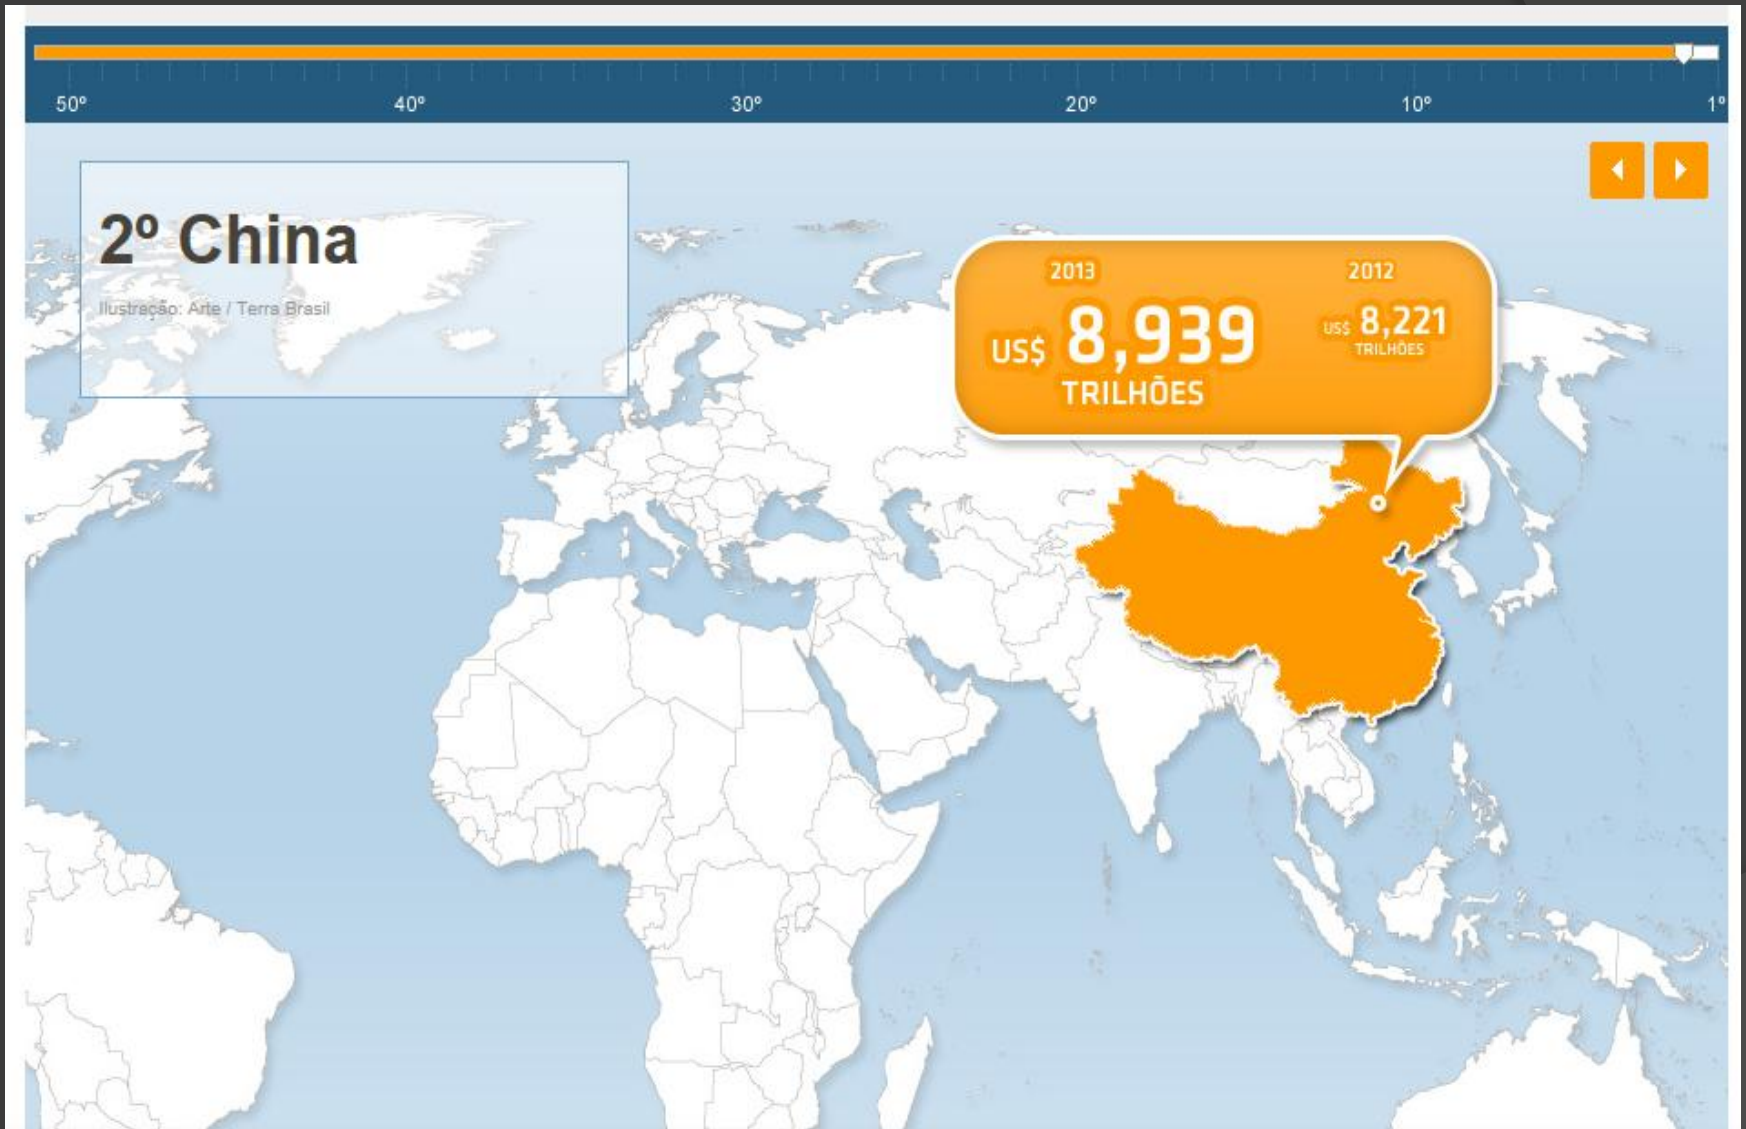 50º 40º 30º 20º 10º 1º
2º China
Ilustração: Arte / Terra Brasil
2013
US$ 8,939
TRILHÕES
2012
US$ 8,221
TRILHÕES